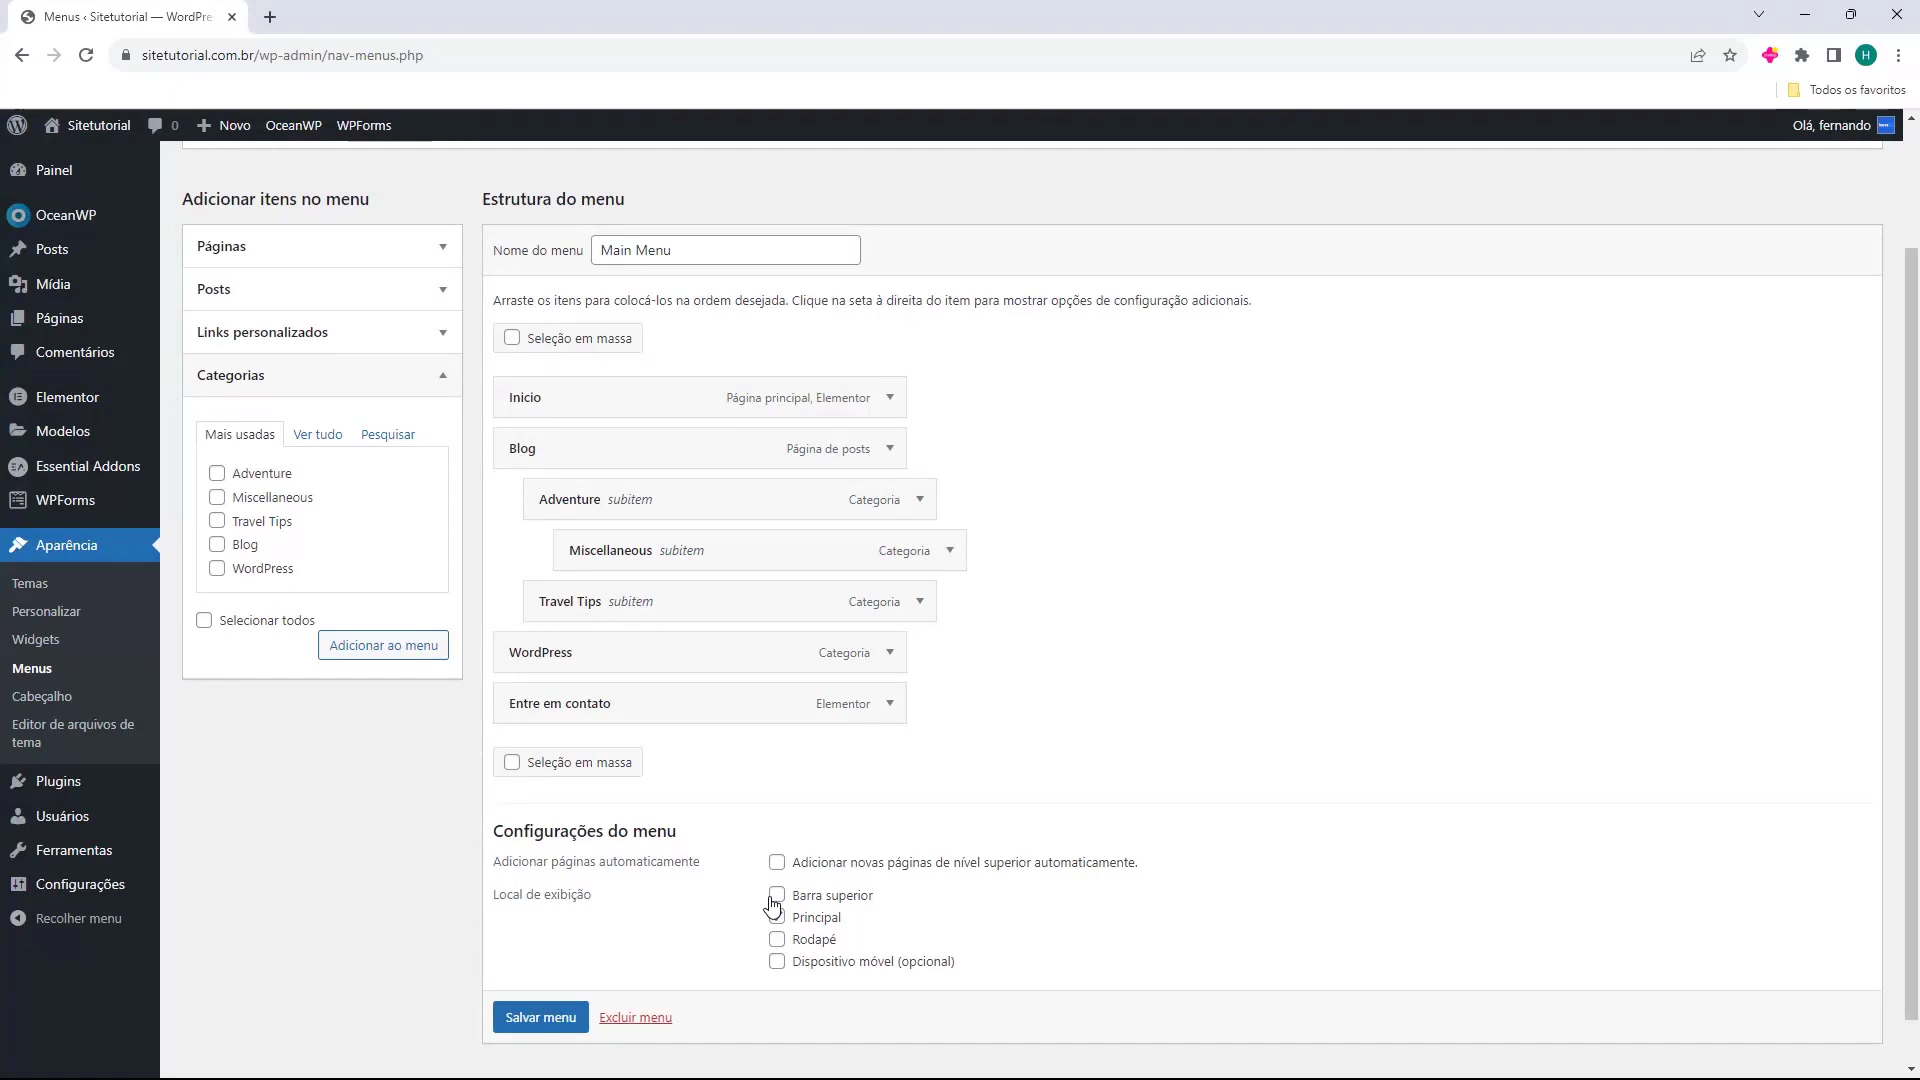 Menus ‹ Sitetutorial — WordPre
sitetutorial.com.br/wp-admin/nav-menus.php
H
Todos os favoritos
Sitetutorial
0
Novo
OceanWP
WPForms
Olá, fernando
Painel
OceanWP
Posts
Mídia
Páginas
Comentários
Elementor
Modelos
Essential Addons
WPForms
Aparência
Temas
Personalizar
Widgets
Menus
Cabeçalho
Editor de arquivos de
tema
Plugins
Usuários
Ferramentas
Configurações
Recolher menu
Adicionar itens no menu
Páginas
Posts
Links personalizados
Categorias
Mais usadas
Ver tudo
Pesquisar
Adventure
Miscellaneous
Travel Tips
Blog
WordPress
Selecionar todos
Adicionar ao menu
Estrutura do menu
Nome do menu
Main Menu
Arraste os itens para colocá-los na ordem desejada. Clique na seta à direita do item para mostrar opções de configuração adicionais.
Seleção em massa
Inicio
Página principal, Elementor
Blog
Página de posts
Adventure subitem
Categoria
Miscellaneous subitem
Categoria
Travel Tips subitem
Categoria
WordPress
Categoria
Entre em contato
Elementor
Seleção em massa
Configurações do menu
Adicionar páginas automaticamente
Adicionar novas páginas de nível superior automaticamente.
Local de exibição
Barra superior
Principal
Rodapé
Dispositivo móvel (opcional)
Salvar menu
Excluir menu